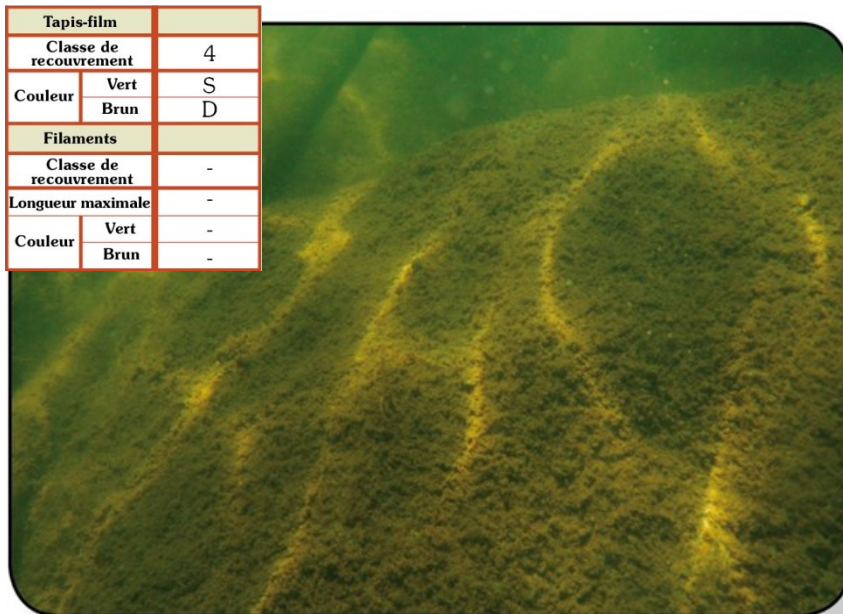 Tapis-film
Classe de
recouvrement 4
Couleur Vert S
Brun D
Filaments
Classe de
recouvrement -
Longueur maximale -
Couleur Vert -
Brun -